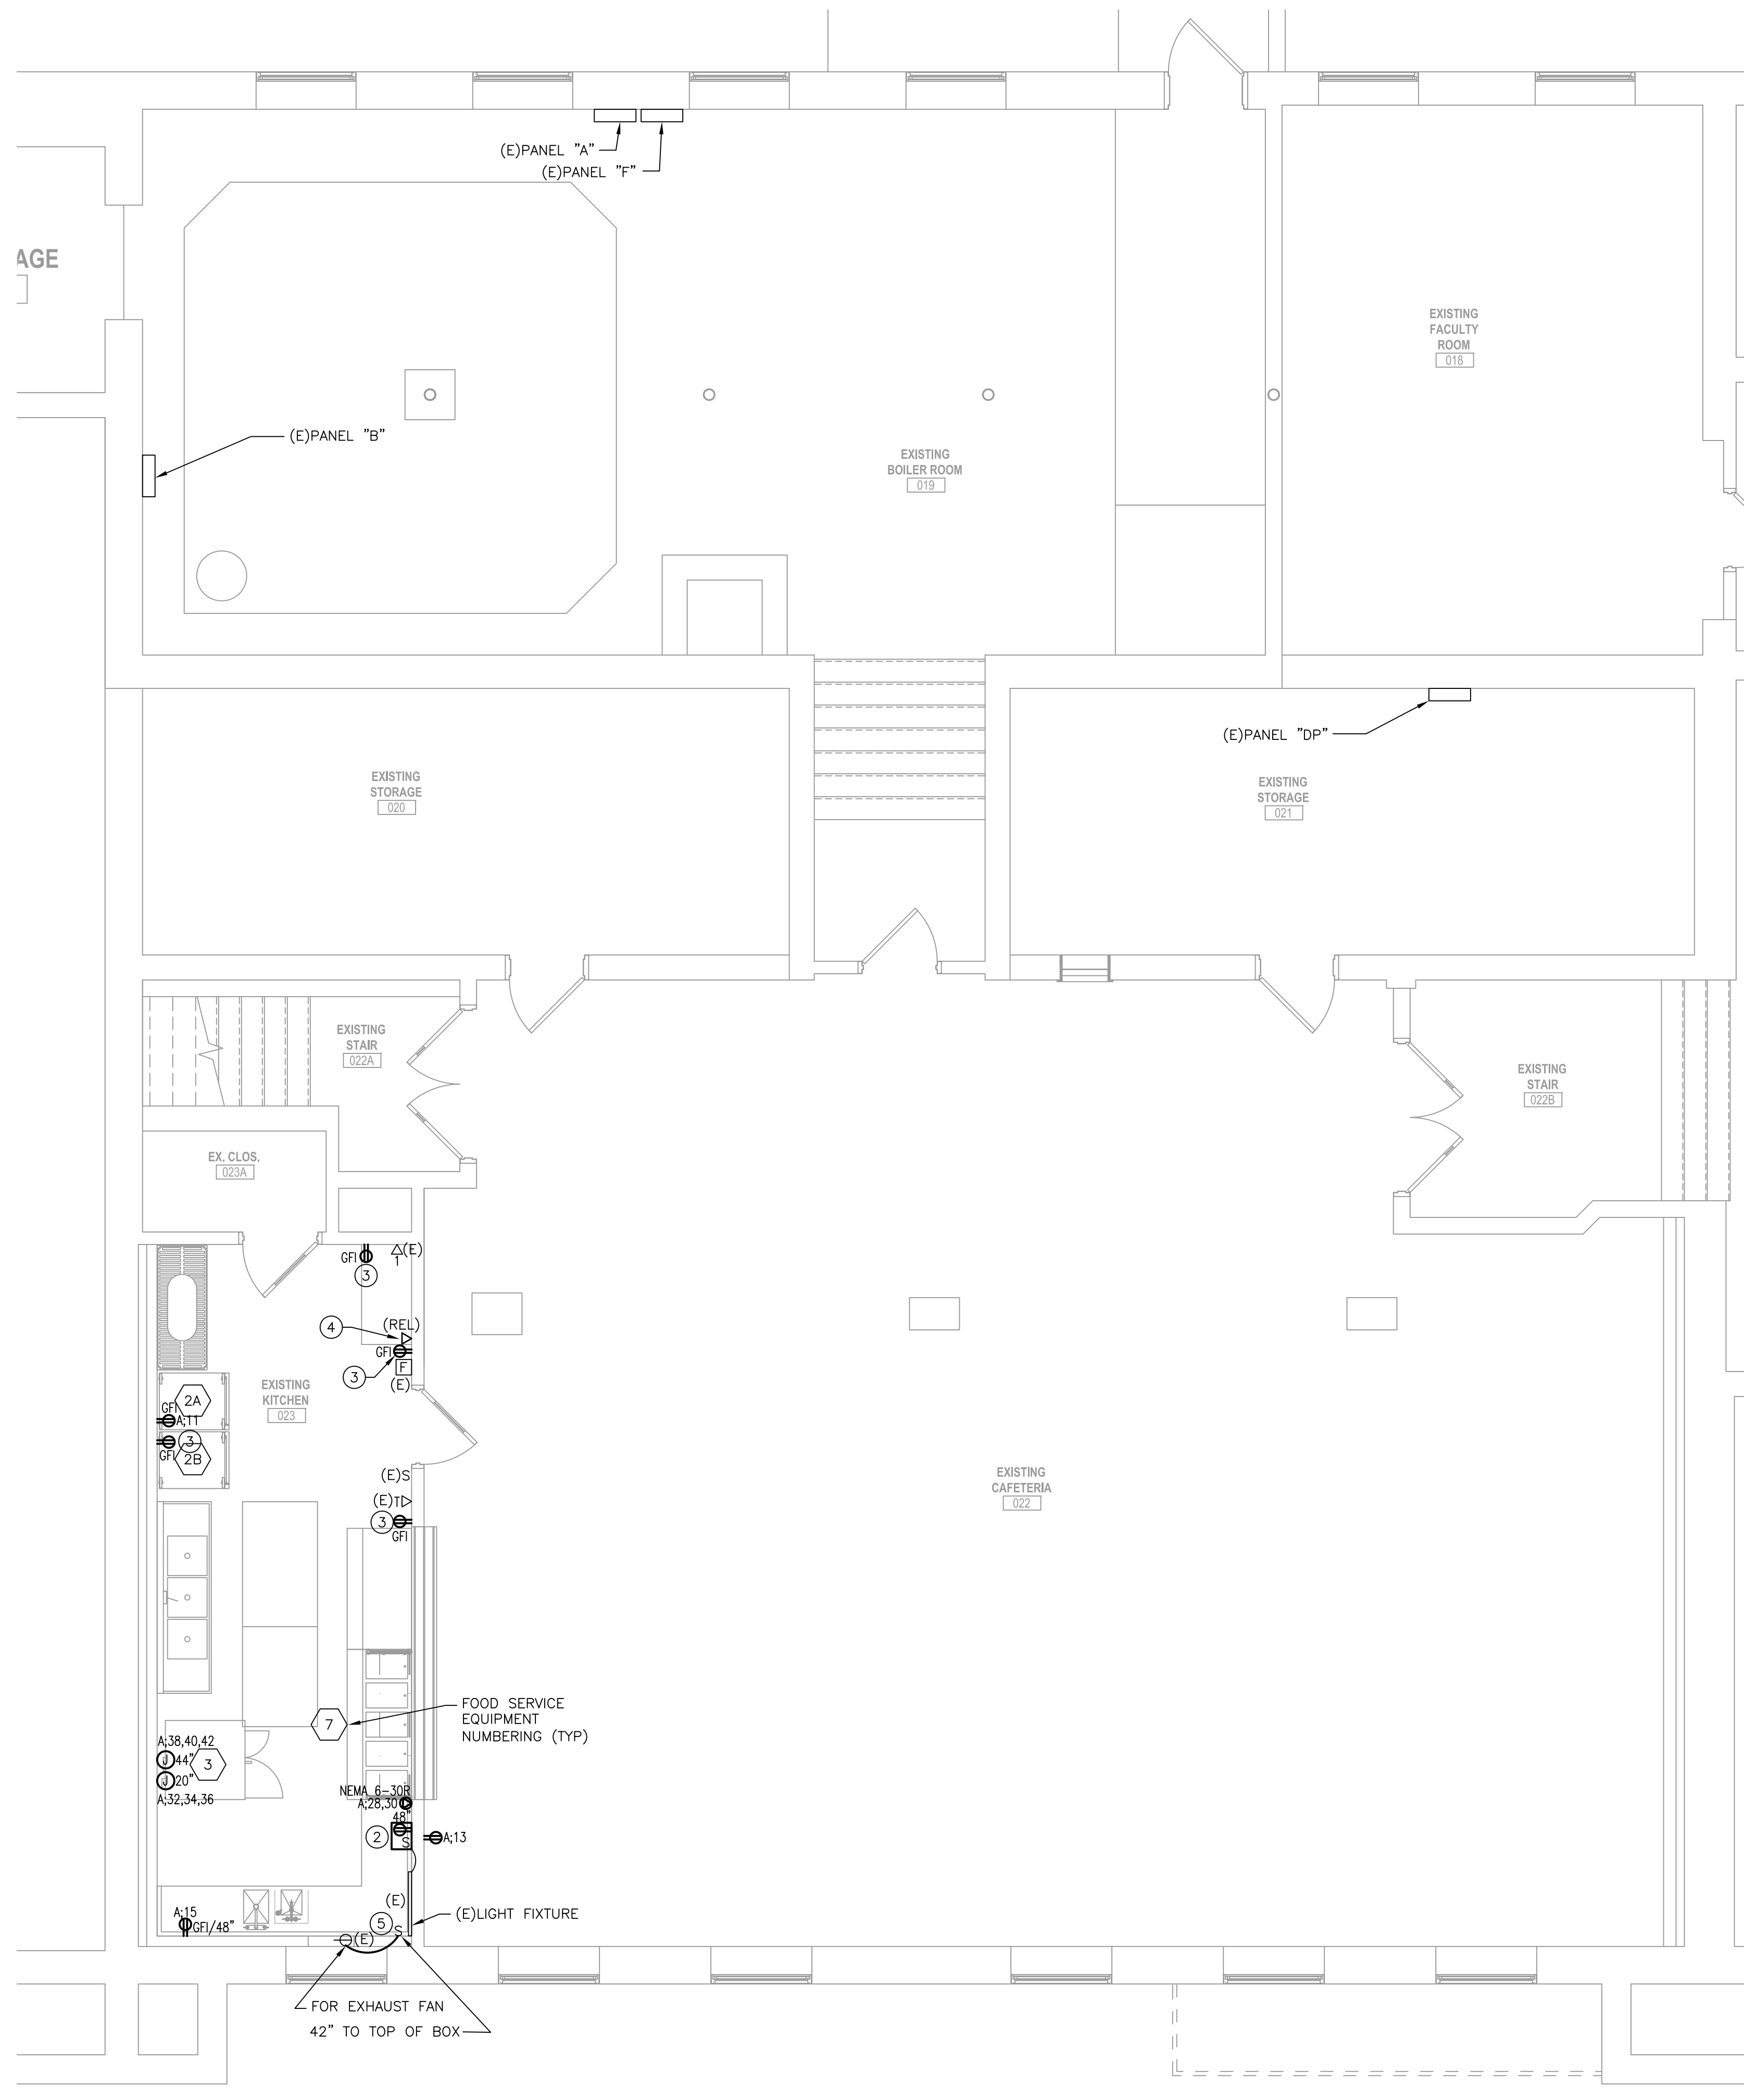 (E)PANEL "A"
(E)PANEL "F"
AGE
EXISTING
FACULTY
ROOM
018
(E)PANEL "B"
EXISTING
BOILER ROOM
019
(E)PANEL "DP"
EXISTING
STORAGE
020
EXISTING
STORAGE
021
EXISTING
STAIR
022A
EXISTING
STAIR
022B
EX. CLOS.
023A
GFI
(E)
1
3
(REL)
4
GFI
F
3
(E)
EXISTING
KITCHEN
023
2A
GFI
A;11
3
GFI
2B
(E)S
(E)T
3
GFI
EXISTING
CAFETERIA
022
FOOD SERVICE
EQUIPMENT
NUMBERING (TYP)
7
A;38,40,42
J 44"
3
J 20"
A;32,34,36
NEMA 6-30R
A;28,30
48"
2
S
A;13
(E)
(E)LIGHT FIXTURE
A;15
GFI/48"
5
S
(E)
FOR EXHAUST FAN
42" TO TOP OF BOX